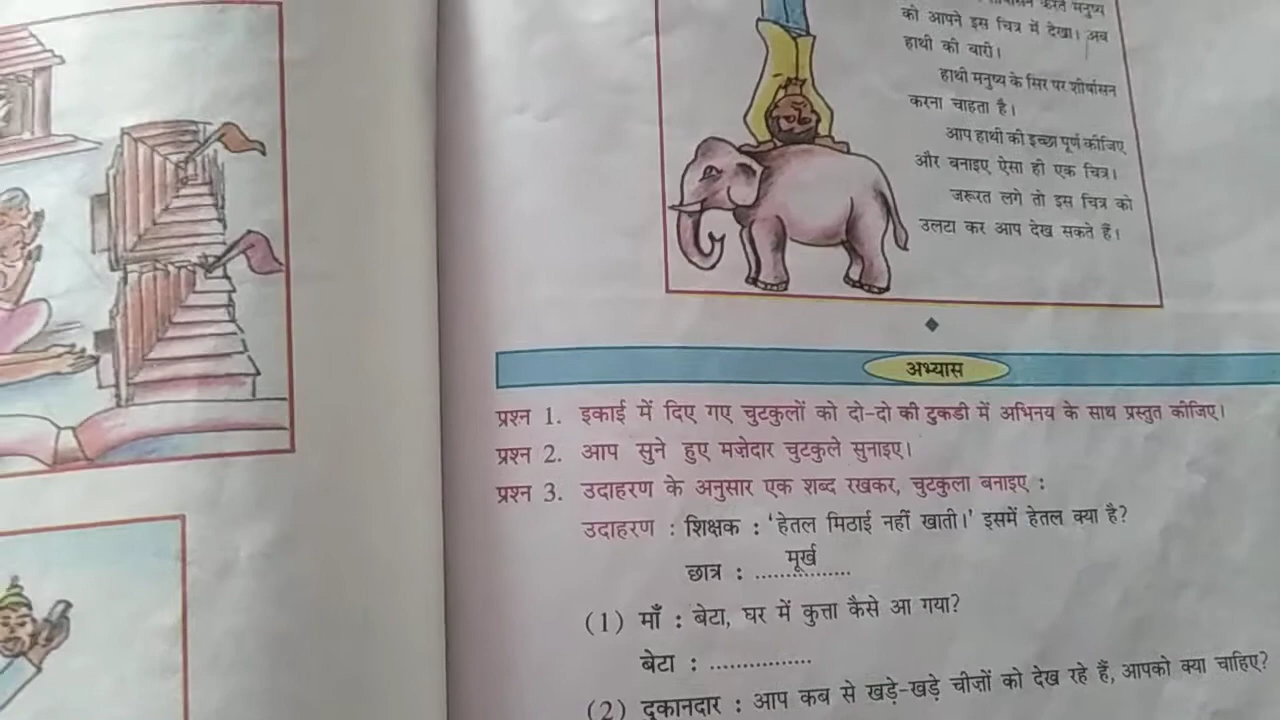 करते मनुष्य
को आपने इस चित्र में देखा। अब
हाथी की बारी।
हाथी मनुष्य के सिर पर शीर्षासन
करना चाहता है।
आप हाथी की इच्छा पूर्ण कीजिए
और बनाइए ऐसा ही एक चित्र।
जरूरत लगे तो इस चित्र को
उलटा कर आप देख सकते हैं।
अभ्यास
प्रश्न 1. इकाई में दिए गए चुटकुलों को दो-दो की टुकडी में अभिनय के साथ प्रस्तुत कीजिए।
प्रश्न 2. आप सुने हुए मज़ेदार चुटकुले सुनाइए।
प्रश्न 3. उदाहरण के अनुसार एक शब्द रखकर, चुटकुला बनाइए :
उदाहरण : शिक्षक : 'हेतल मिठाई नहीं खाती।' इसमें हेतल क्या है?
छात्र : ......मूर्ख......
(1) माँ : बेटा, घर में कुत्ता कैसे आ गया?
बेटा : ................
(2) दुकानदार : आप कब से खड़े-खड़े चीज़ों को देख रहे हैं, आपको क्या चाहिए?